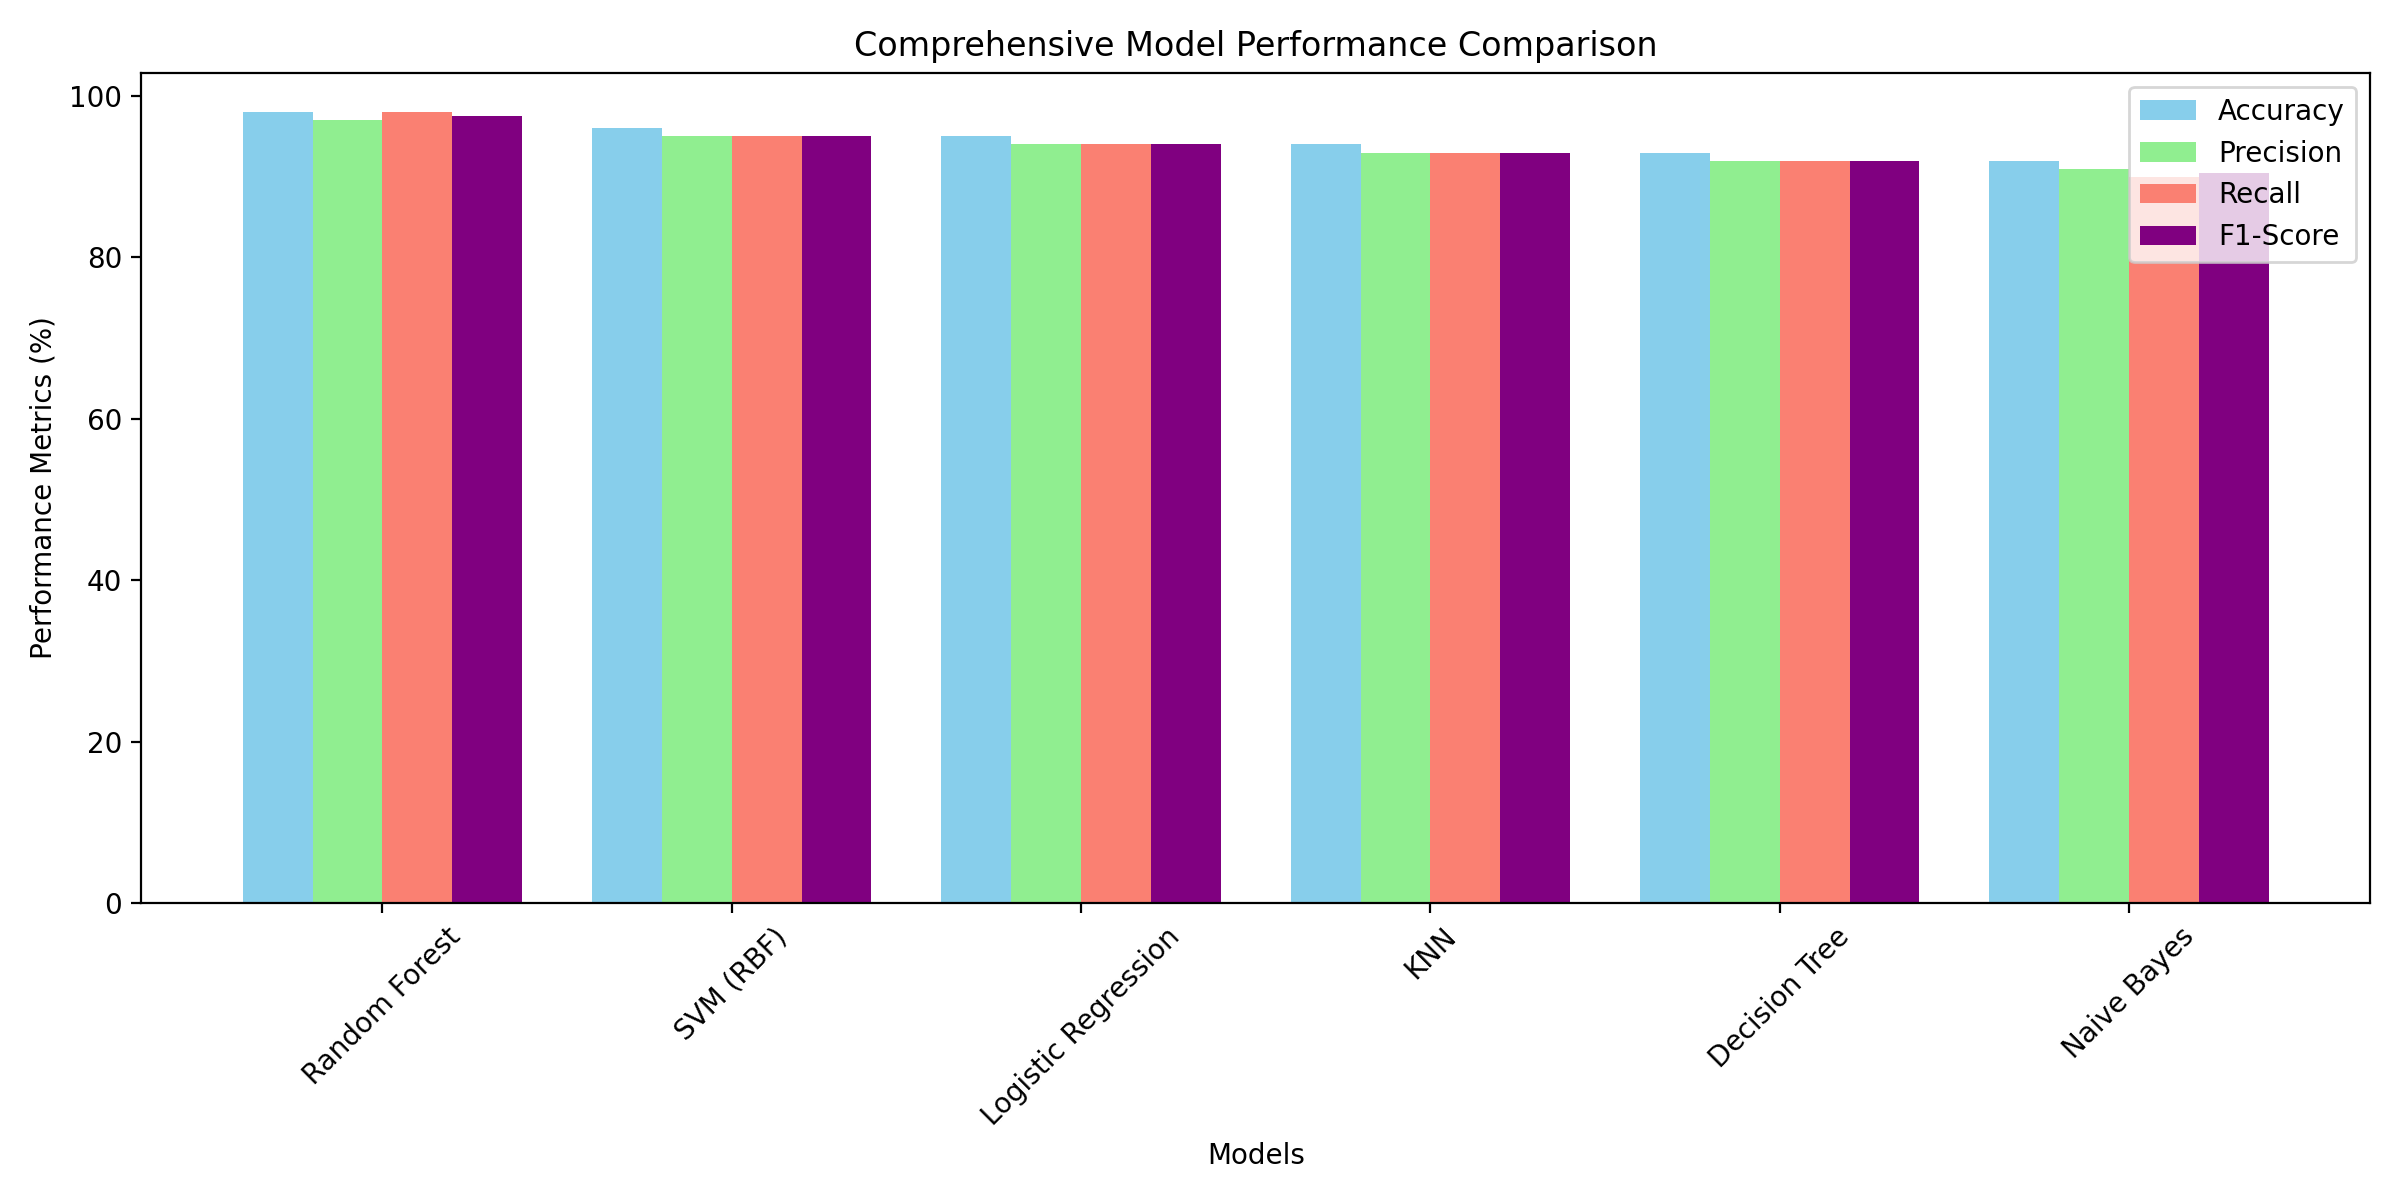 Comprehensive Model Performance Comparison
Performance Metrics (%)
100
80
60
40
20
0
Accuracy
Precision
Recall
F1-Score
Random Forest
SVM (RBF)
Logistic Regression
KNN
Decision Tree
Naive Bayes
Models